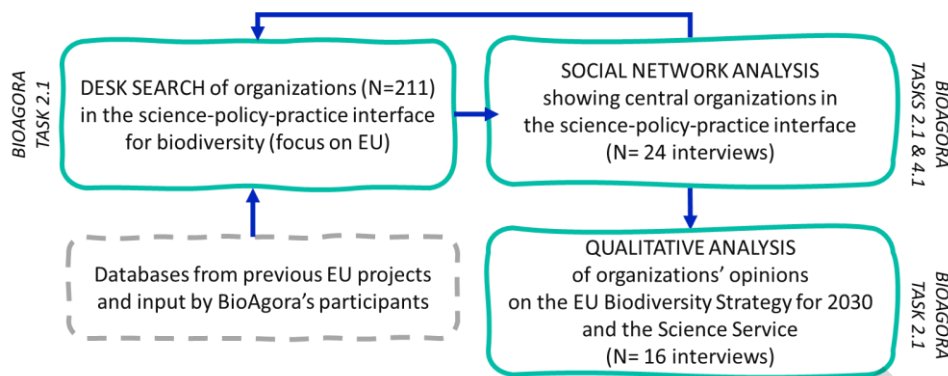 BIOAGORA
TASK 2.1
DESK SEARCH of organizations (N=211)
in the science-policy-practice interface
for biodiversity (focus on EU)
SOCIAL NETWORK ANALYSIS
showing central organizations in
the science-policy-practice interface
(N= 24 interviews)
BIOAGORA
TASKS 2.1 & 4.1
Databases from previous EU projects
and input by BioAgora's participants
QUALITATIVE ANALYSIS
of organizations' opinions
on the EU Biodiversity Strategy for 2030
and the Science Service
(N= 16 interviews)
BIOAGORA
TASK 2.1